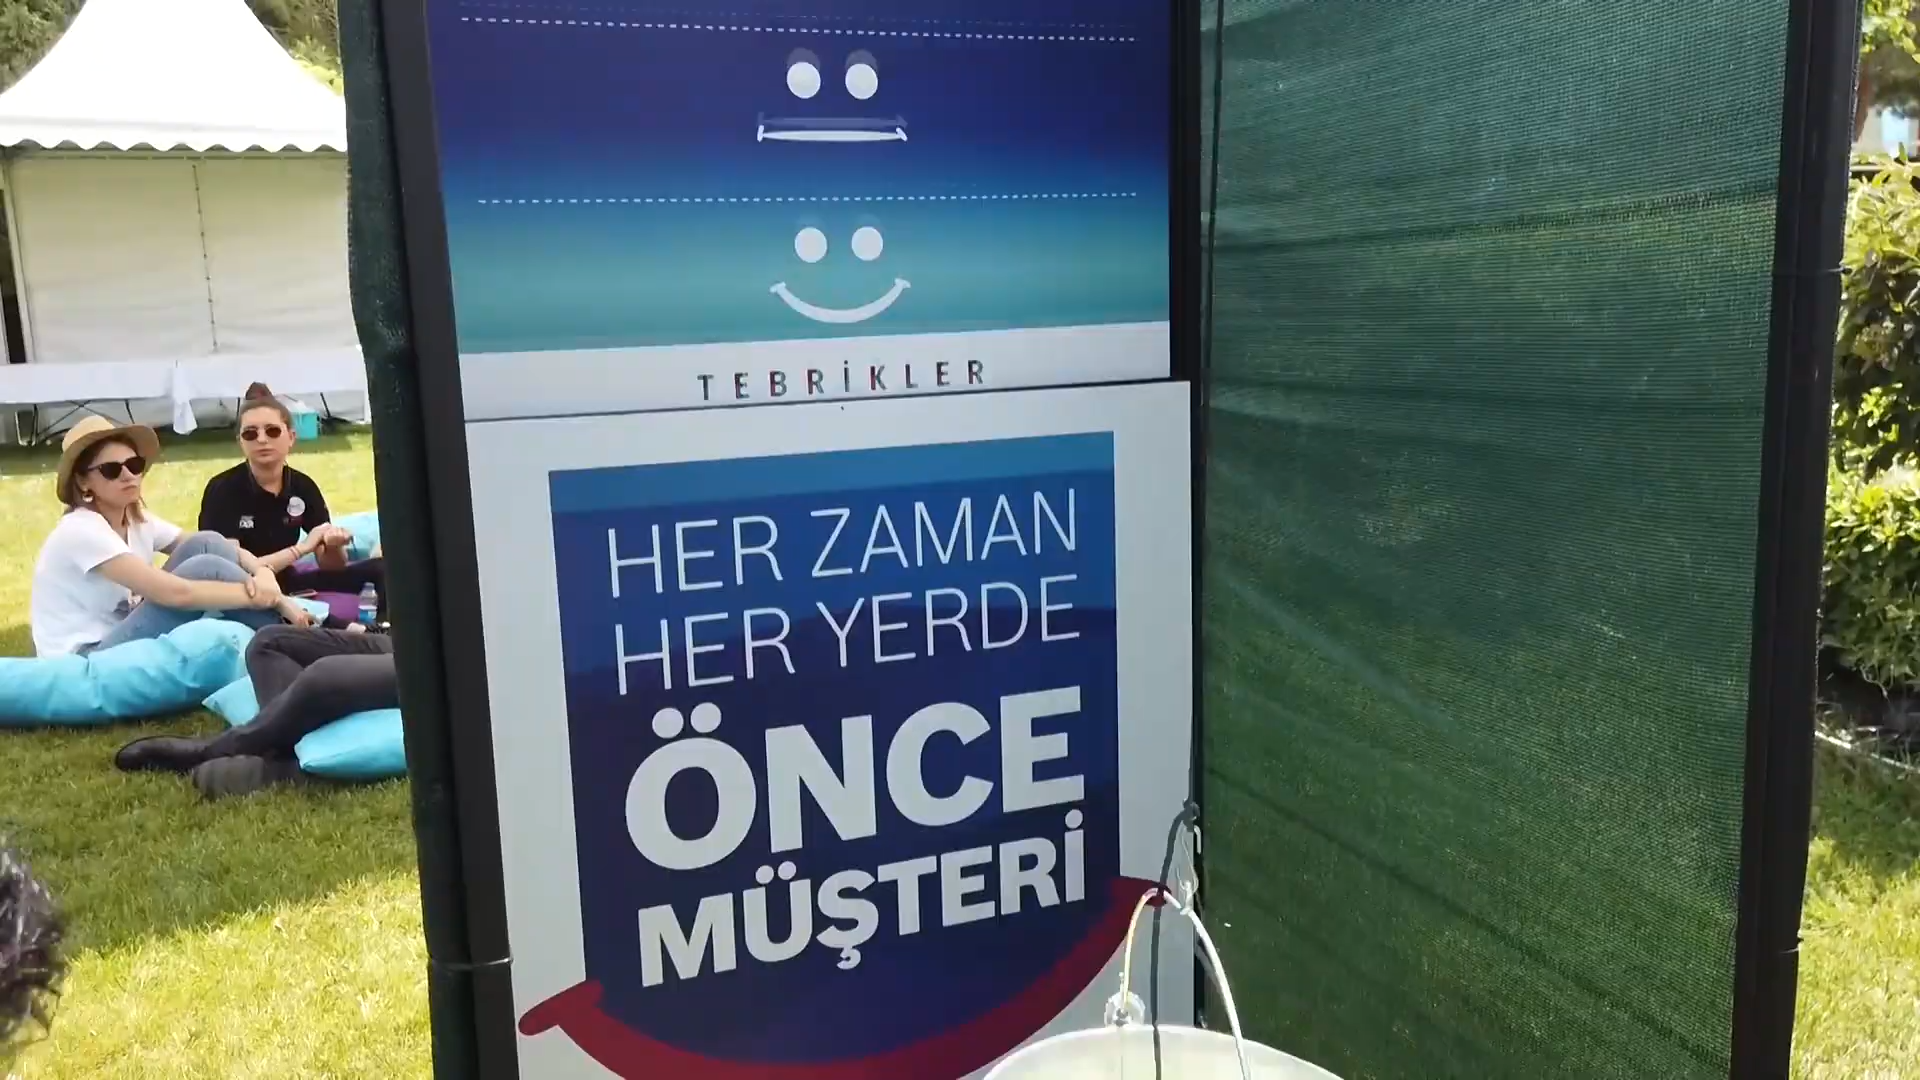 TEBRİKLER
HER ZAMAN
HER YERDE
ÖNCE
MÜŞTERİ